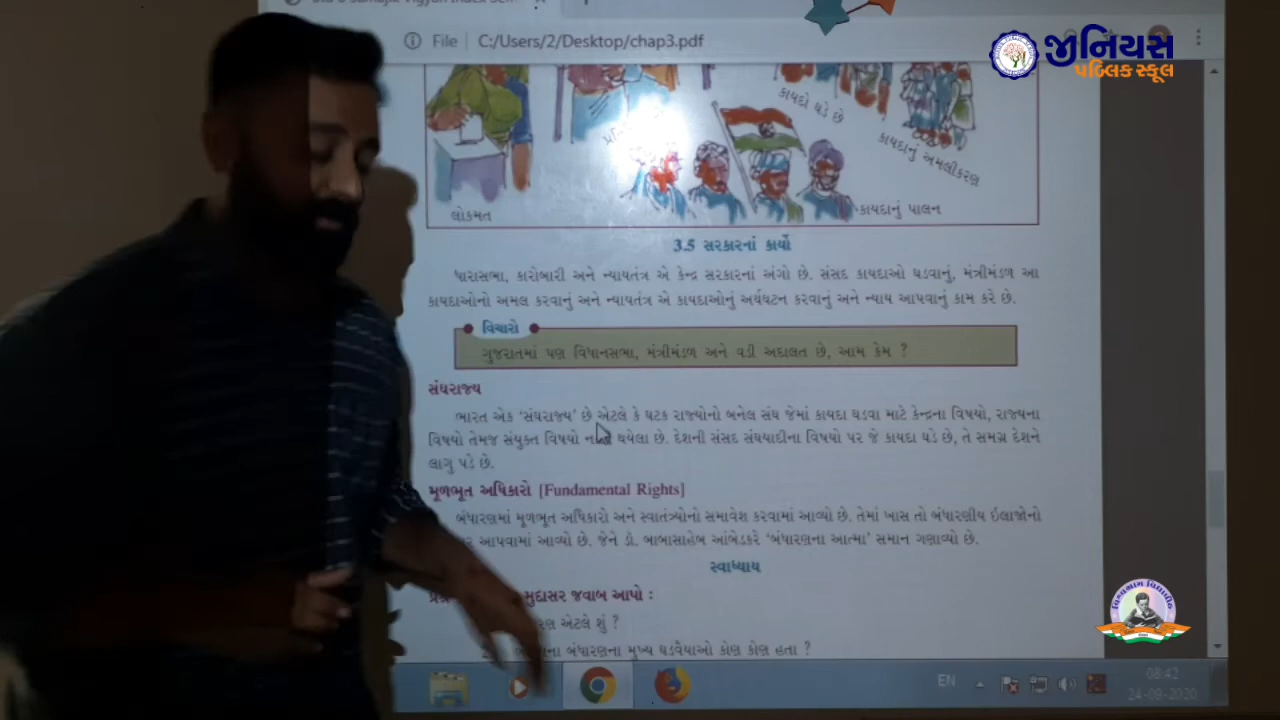 File C:/Users/2/Desktop/chap3.pdf
જીનિયસ
પબ્લિક સ્કૂલ
કાયદો ઘડે છે
કાયદાનું અમલીકરણ
લોકમત
કાયદાનું પાલન
3.5 સરકારનાં કાર્યો
ધારાસભા, કારોબારી અને ન્યાયતંત્ર એ કેન્દ્ર સરકારનાં અંગો છે. સંસદ કાયદાઓ ઘડવાનું, મંત્રીમંડળ આ
કાયદાઓનો અમલ કરવાનું અને ન્યાયતંત્ર એ કાયદાઓનું અર્થઘટન કરવાનું અને ન્યાય આપવાનું કામ કરે છે.
વિચારો
ગુજરાતમાં પણ વિધાનસભા, મંત્રીમંડળ અને વડી અદાલત છે, આમ કેમ ?
સંઘરાજ્ય
ભારત એક 'સંઘરાજ્ય' છે એટલે કે ઘટક રાજ્યોનો બનેલ સંઘ જેમાં કાયદા ઘડવા માટે કેન્દ્રના વિષયો, રાજ્યના
વિષયો તેમજ સંયુક્ત વિષયો થયેલા છે. દેશની સંસદ સંઘયાદીના વિષયો પર જે કાયદા ઘડે છે, તે સમગ્ર દેશને
લાગુ પડે છે.
મૂળભૂત અધિકારો [Fundamental Rights]
બંધારણમાં મૂળભૂત અધિકારો અને સ્વાતંત્ર્યોનો સમાવેશ કરવામાં આવ્યો છે. તેમાં ખાસ તો બંધારણીય ઇલાજોનો
આપવામાં આવ્યો છે. જેને ડૉ. બાબાસાહેબ આંબેડકરે 'બંધારણના આત્મા' સમાન ગણાવ્યો છે.
સ્વાધ્યાય
મુદાસર જવાબ આપો :
એટલે શું ?
બંધારણના મુખ્ય ઘડવૈયાઓ કોણ કોણ હતા ?
EN
08:42
24-09-2020